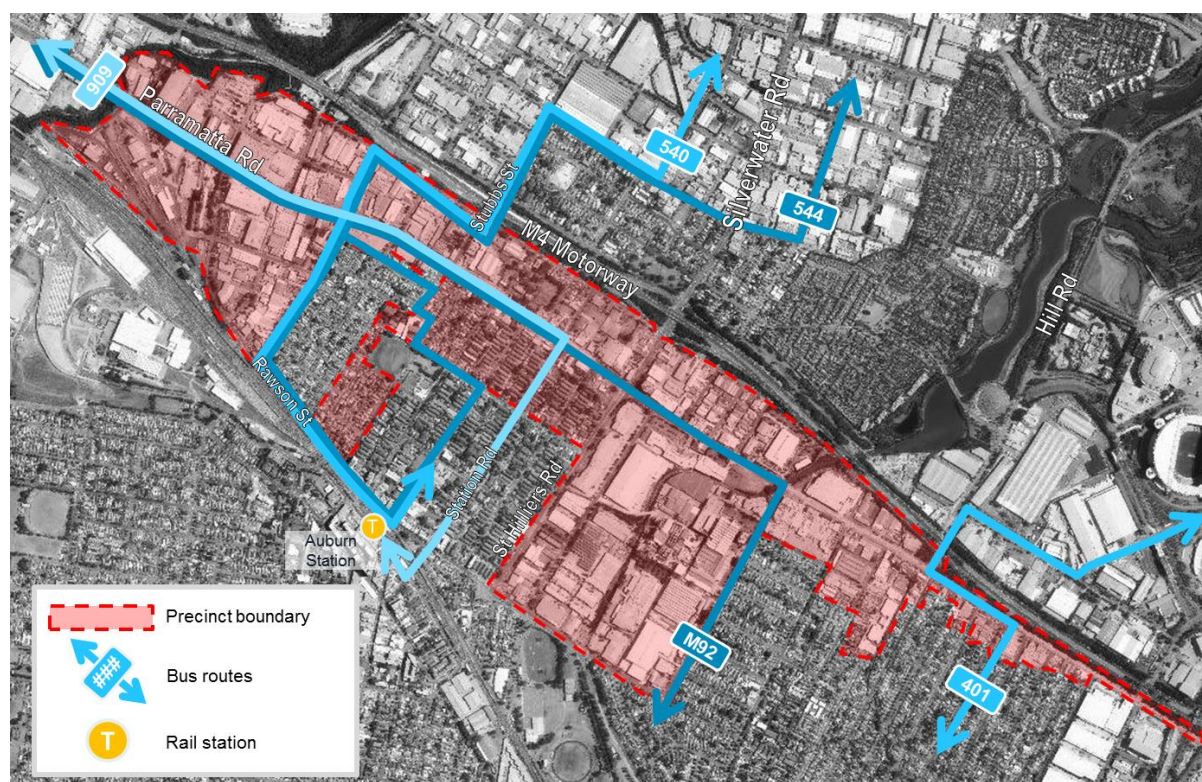 909
Parramatta Rd
540
Silverwater Rd
544
Stubbs St
M4 Motorway
Hill Rd
Rawson St
Station Rd
St Hilliers Rd
T
Auburn
Station
M92
401
Precinct boundary
###
Bus routes
T
Rail station